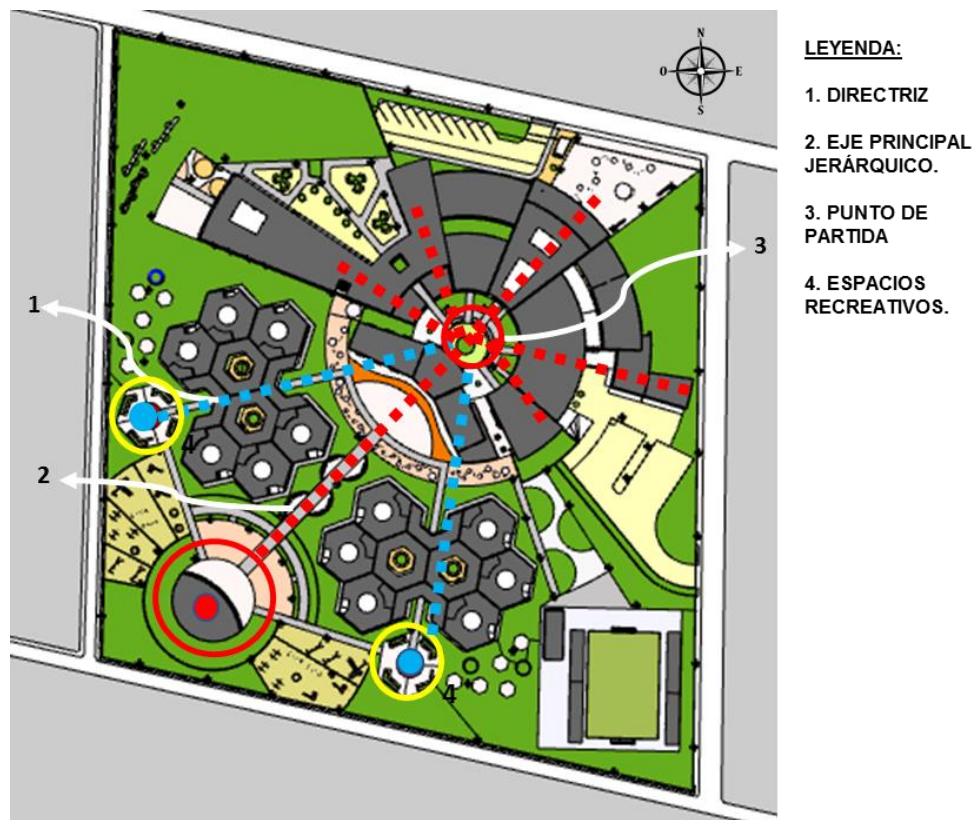 N
O
E
S
LEYENDA:
1. DIRECTRIZ
2. EJE PRINCIPAL
JERÁRQUICO.
3. PUNTO DE
PARTIDA
4. ESPACIOS
RECREATIVOS.
3
1
4
2
4